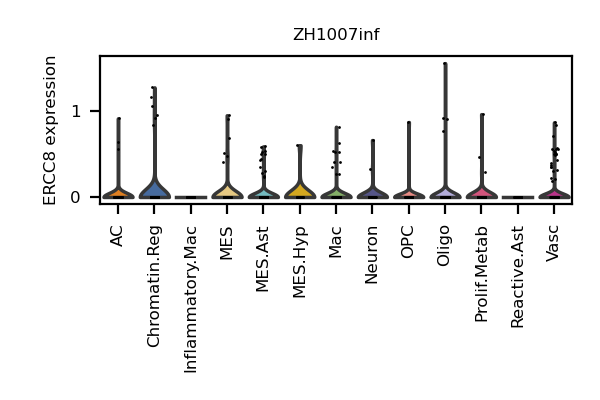 ZH1007inf
ERCC8 expression
1
0
AC
Chromatin.Reg
Inflammatory.Mac
MES
MES.Ast
MES.Hyp
Mac
Neuron
OPC
Oligo
Prolif.Metab
Reactive.Ast
Vasc